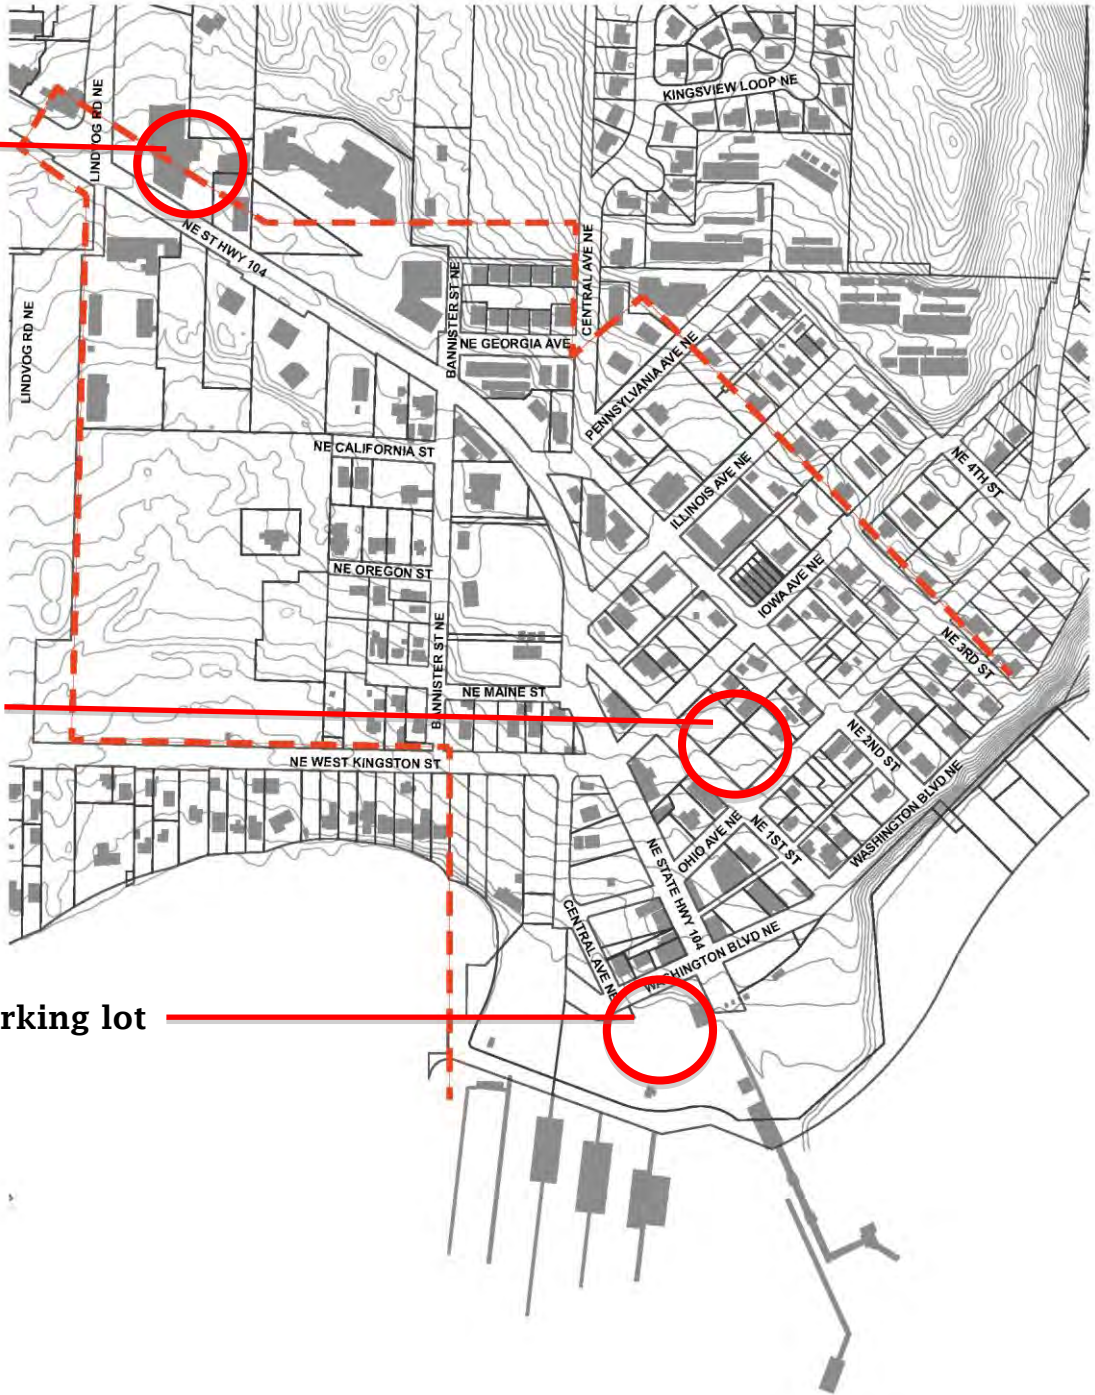 KINGSVIEW LOOP NE
LINDVOG RD NE
NE ST HWY 104
BANNISTER ST NE
CENTRAL AVE NE
LINDVOG RD NE
NE GEORGIA AVE
PENNSYLVANIA AVE NE
NE CALIFORNIA ST
ILLINOIS AVE NE
NE 4TH ST
NE OREGON ST
IOWA AVE NE
BANNISTER ST NE
NE 3RD ST
NE MAINE ST
NE 2ND ST
NE WEST KINGSTON ST
WASHINGTON BLVD NE
OHIO AVE NE
NE 1ST ST
NE STATE HWY 104
CENTRAL AVE NE
WASHINGTON BLVD NE
rking lot